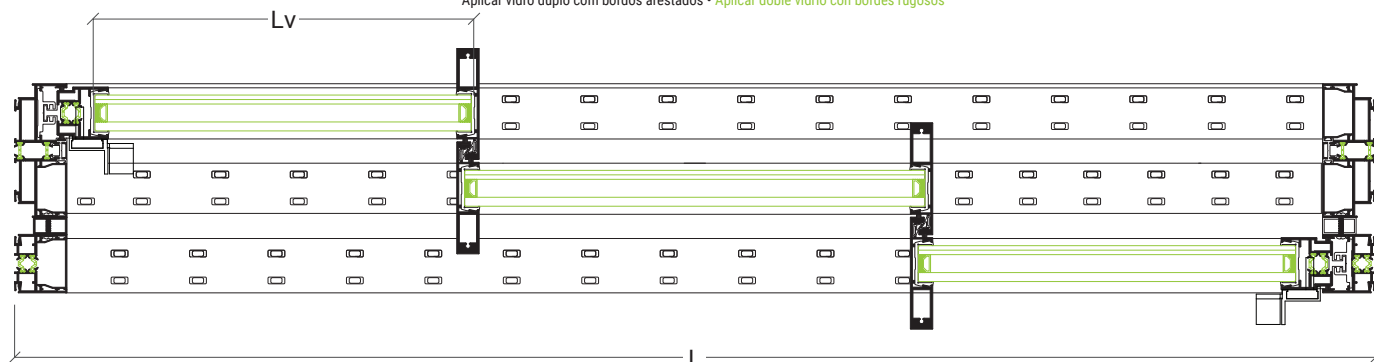 Aplicar vidro duplo com bordos arestados - Aplicar doble vidrio con bordes rugosos
Lv
L